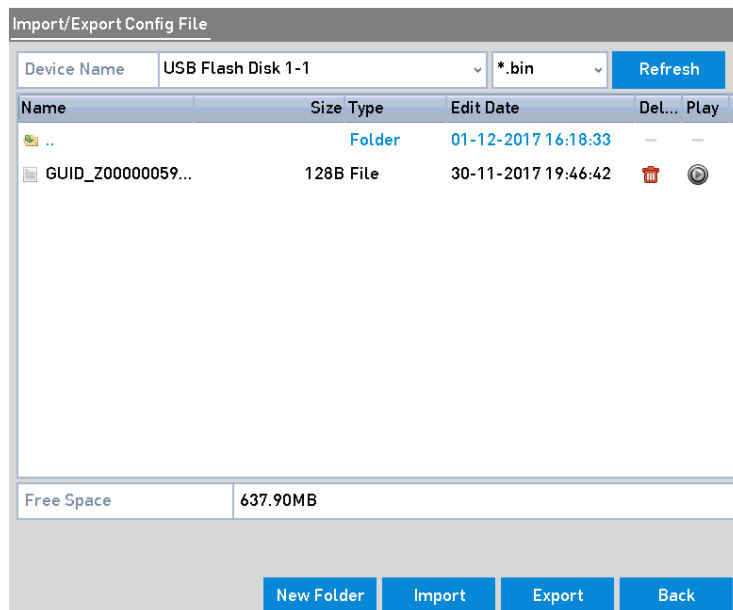 Import/Export Config File
Device Name USB Flash Disk 1-1 *.bin Refresh
Name Size Type Edit Date Del... Play
.. Folder 01-12-2017 16:18:33 — —
GUID_Z00000059... 128B File 30-11-2017 19:46:42
Free Space 637.90MB
New Folder Import Export Back